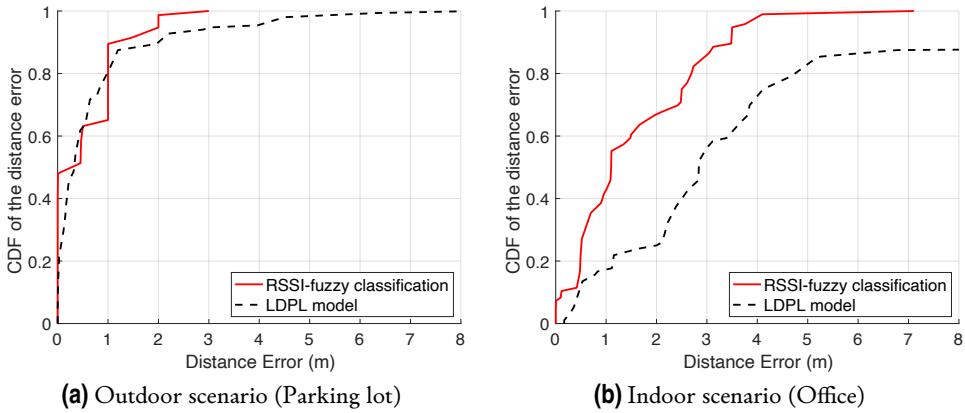 CDF of the distance error
1
0.8
0.6
0.4
0.2
0
0 1 2 3 4 5 6 7 8
Distance Error (m)
RSSI-fuzzy classification
LDPL model
(a) Outdoor scenario (Parking lot)
CDF of the distance error
1
0.8
0.6
0.4
0.2
0
0 1 2 3 4 5 6 7 8
Distance Error (m)
RSSI-fuzzy classification
LDPL model
(b) Indoor scenario (Office)